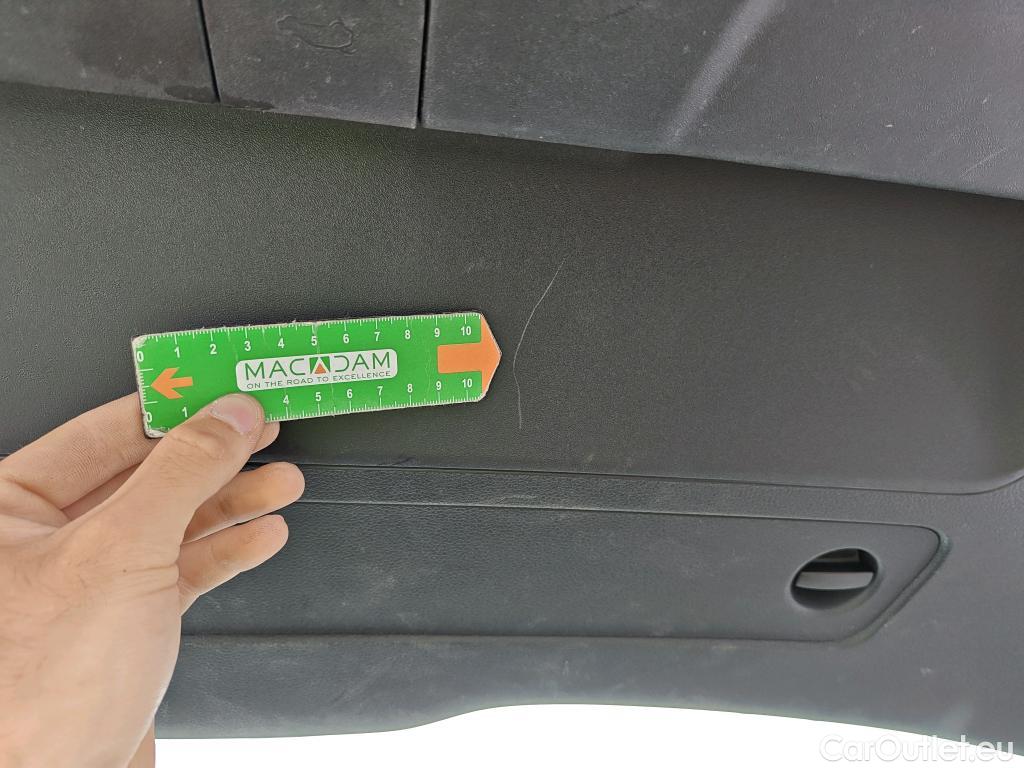 0 1 2 3 4 5 6 7 8 9 10
MACADAM
ON THE ROAD TO EXCELLENCE
0 1 4 5 6 7 8 9 10
CarOutlet.eu